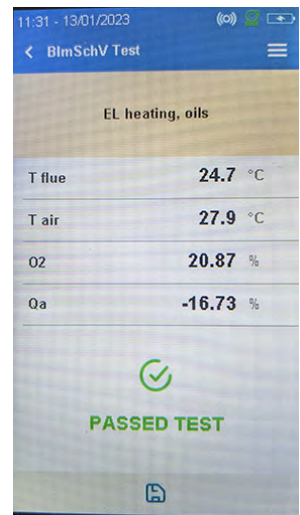 11:31 - 13/01/2023
BImSchV Test
EL heating, oils
T flue 24.7 °C
T air 27.9 °C
O2 20.87 %
Qa -16.73 %
PASSED TEST